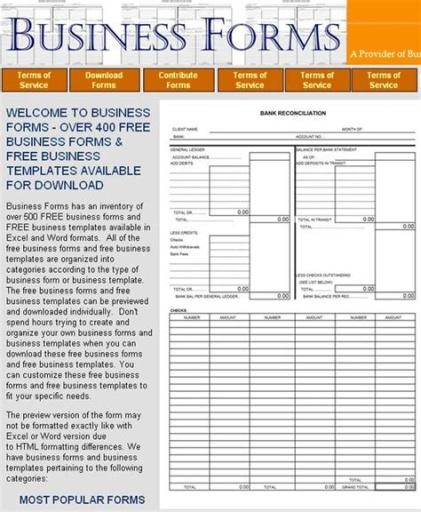 BUSINESS FORMS
A Provider of Bus
Terms of Service
Download Forms
Contribute Forms
Terms of Service
Terms of Service
Terms of Service
WELCOME TO BUSINESS
FORMS - OVER 400 FREE
BUSINESS FORMS &
FREE BUSINESS
TEMPLATES AVAILABLE
FOR DOWNLOAD
Business Forms has an inventory of
over 500 FREE business forms and
FREE business templates available in
Excel and Word formats.  All of the
free business forms and free business
templates are organized into
categories according to the type of
business form or business template.
The free business forms and free
business templates can be previewed
and downloaded individually.  Don't
spend hours trying to create and
organize your own business forms and
business templates when you can
download these free business forms
and free business templates.  You
can customize these free business
forms and free business templates to
fit your specific needs.
The preview version of the form may
not be formatted exactly like with
Excel or Word version due
to HTML formatting differences. We
have business forms and business
templates pertaining to the following
categories:
MOST POPULAR FORMS
BANK RECONCILIATION
CLIENT NAME
MONTH OF
BANK
ACCOUNT NO.
GENERAL LEDGER
ACCOUNT BALANCE
ADD DEBITS
TOTAL DR. 0.00
LESS CREDITS
Checks
Auto Withdrawals
Bank Fees
TOTAL CR. 0.00
BANK BAL PER GENERAL LEDGER. 0.00
BALANCE PER BANK STATEMENT
AS OF
ADD DEPOSITS IN TRANSIT
TOTAL IN TRANSIT 0.00
LESS CHECKS OUTSTANDING
(SEE LIST BELOW)
TOTAL 0.00
BANK BALANCE PER REC. 0.00
CHECKS
NUMBER AMOUNT NUMBER AMOUNT NUMBER AMOUNT
TOTAL 0.00
TOTAL 0.00 TOTAL 0.00 GRAND TOTAL 0.00